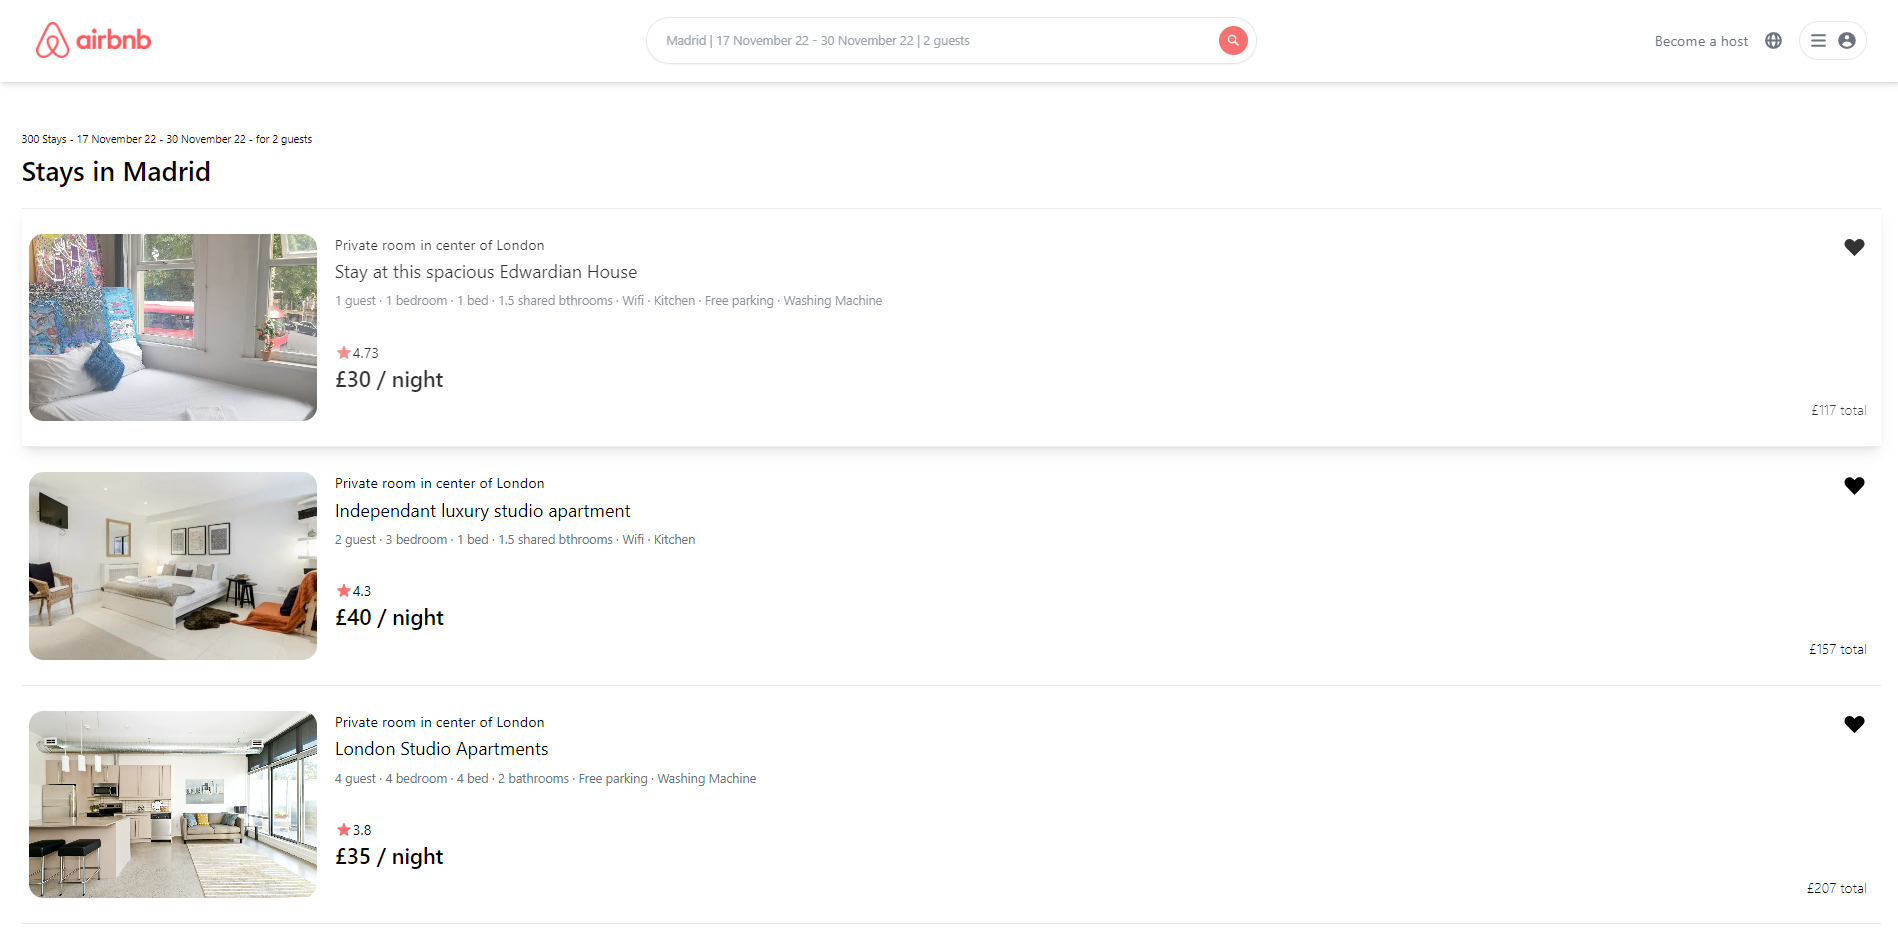 airbnb
Madrid | 17 November 22 - 30 November 22 | 2 guests
Become a host
300 Stays - 17 November 22 - 30 November 22 - for 2 guests
Stays in Madrid
Private room in center of London
Stay at this spacious Edwardian House
1 guest · 1 bedroom · 1 bed · 1.5 shared bthrooms · Wifi · Kitchen · Free parking · Washing Machine
4.73
£30 / night
£117 total
Private room in center of London
Independant luxury studio apartment
2 guest · 3 bedroom · 1 bed · 1.5 shared bthrooms · Wifi · Kitchen
4.3
£40 / night
£157 total
Private room in center of London
London Studio Apartments
4 guest · 4 bedroom · 4 bed · 2 bathrooms · Free parking · Washing Machine
3.8
£35 / night
£207 total